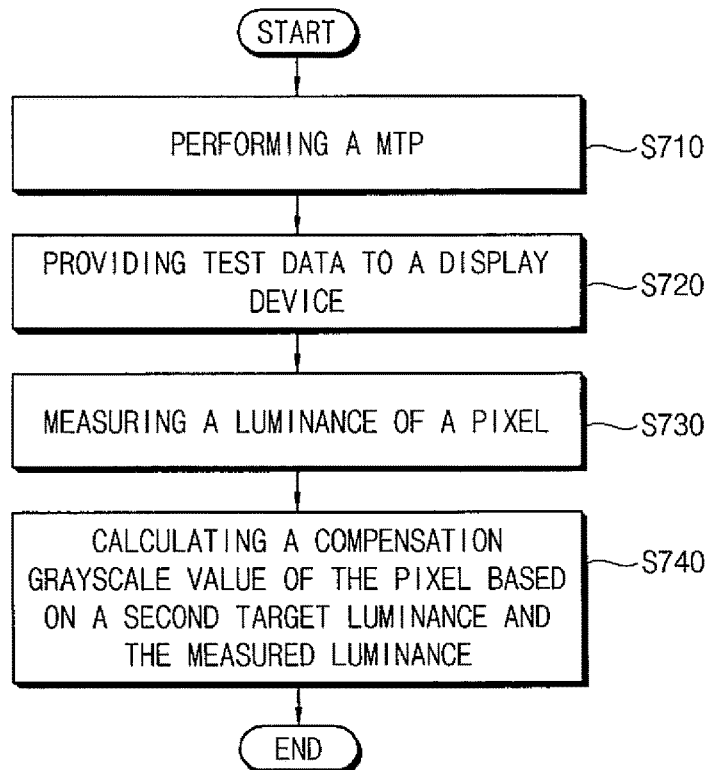 START
PERFORMING A MTP
S710
PROVIDING TEST DATA TO A DISPLAY
DEVICE
S720
MEASURING A LUMINANCE OF A PIXEL
S730
CALCULATING A COMPENSATION
GRAYSCALE VALUE OF THE PIXEL BASED
ON A SECOND TARGET LUMINANCE AND
THE MEASURED LUMINANCE
S740
END